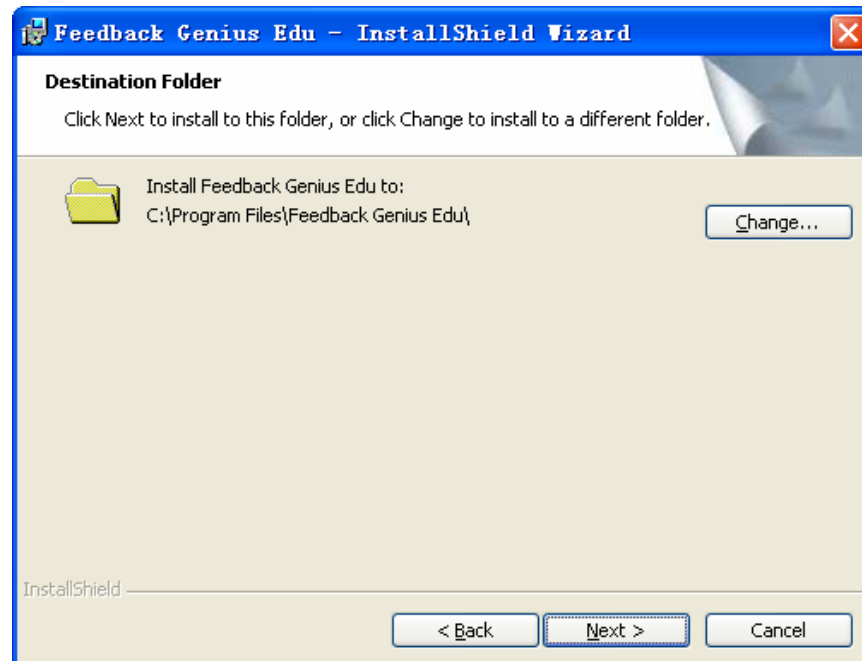 Feedback Genius Edu - InstallShield Wizard
Destination Folder
Click Next to install to this folder, or click Change to install to a different folder.
Install Feedback Genius Edu to:
C:\Program Files\Feedback Genius Edu\
Change...
InstallShield
< Back
Next >
Cancel